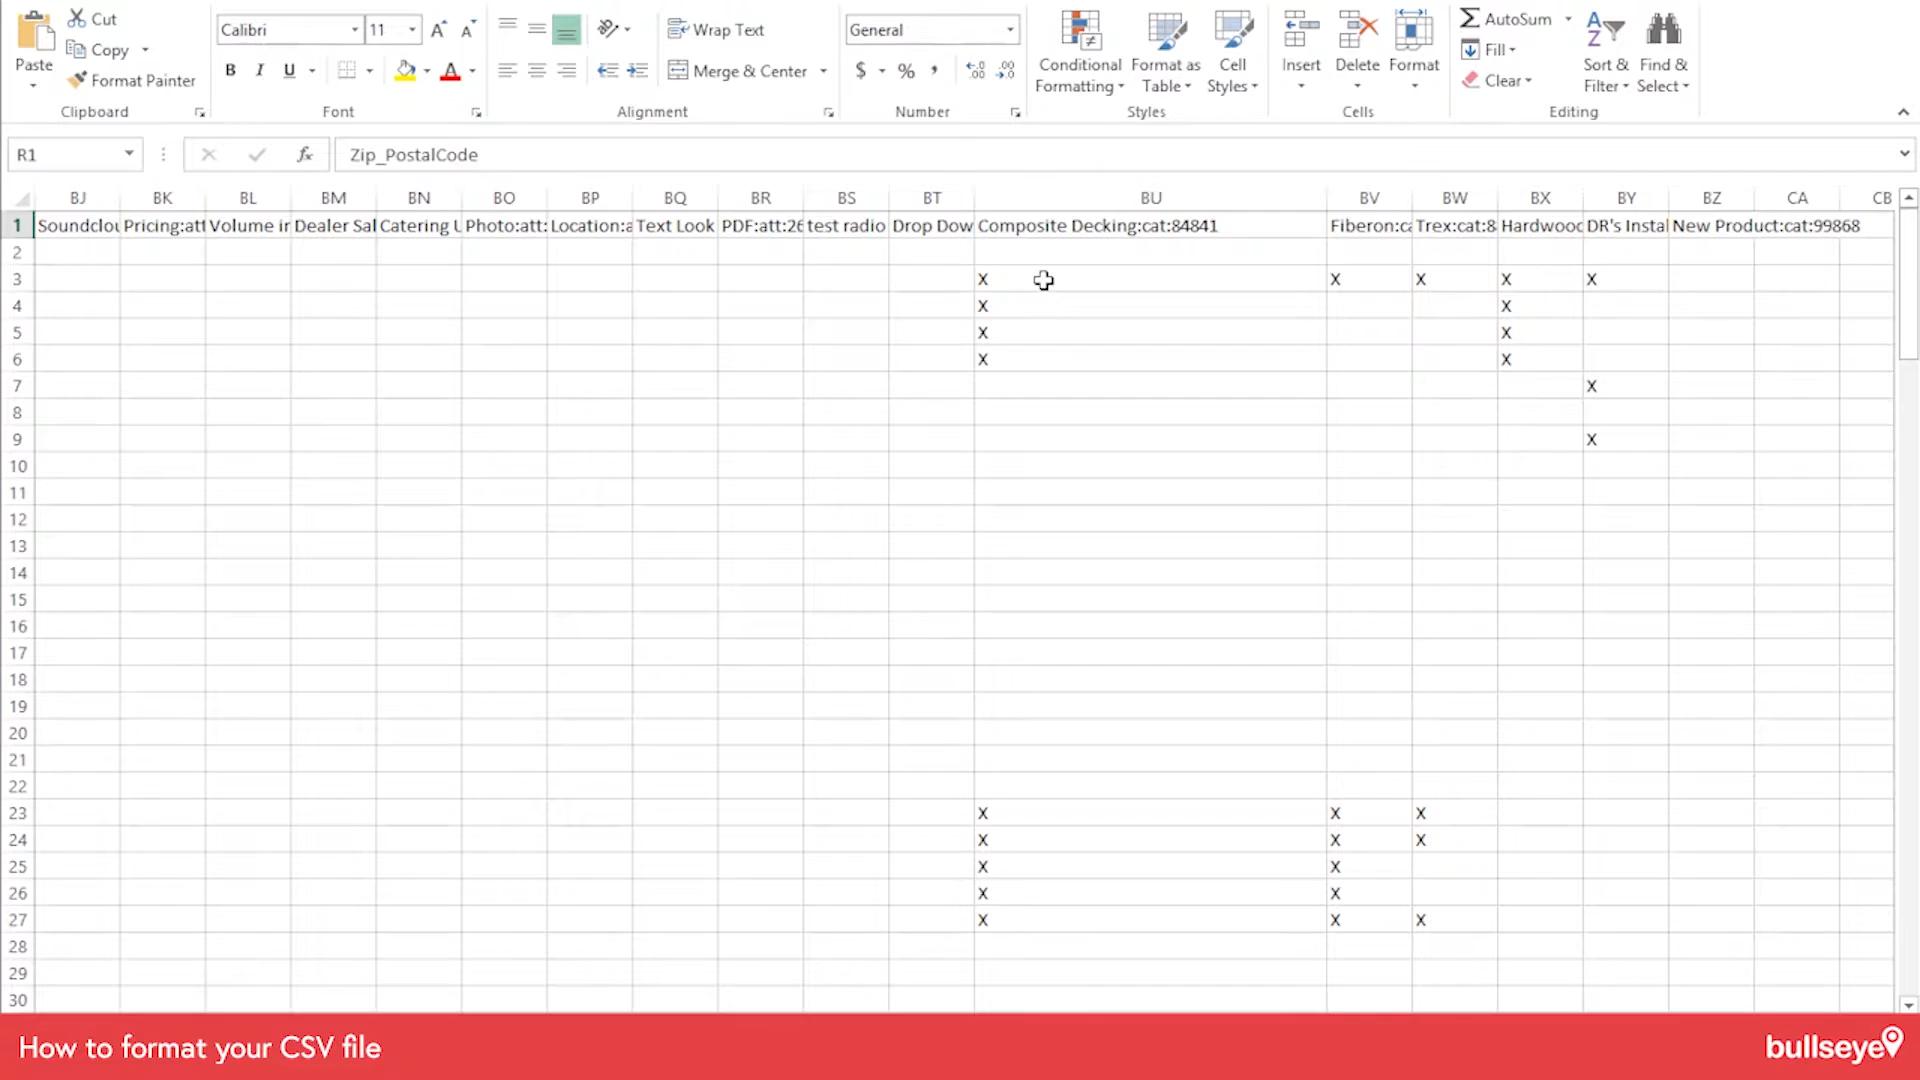 Paste
Cut
Copy
Format Painter
Clipboard
Calibri 11 A A
B I U A
Font
Wrap Text
Merge & Center
Alignment
General
$ % ,
Number
Conditional Formatting
Format as Table
Cell Styles
Styles
Insert
Delete
Format
Cells
AutoSum
Fill
Clear
Sort & Filter
Find & Select
Editing
R1 fx Zip_PostalCode
BJ BK BL BM BN BO BP BQ BR BS BT BU BV BW BX BY BZ CA CB
1 Soundclou Pricing:att Volume in Dealer Sal Catering U Photo:att: Location:a Text Look PDF:att:26 test radio Drop Dow Composite Decking:cat:84841 Fiberon:ca Trex:cat:8 Hardwood DR's Instal New Product:cat:99868
2
3 X X X X X
4 X X
5 X X
6 X X
7 X
8
9 X
10
11
12
13
14
15
16
17
18
19
20
21
22
23 X X X
24 X X X
25 X X
26 X X
27 X X X
28
29
30
How to format your CSV file
bullseye